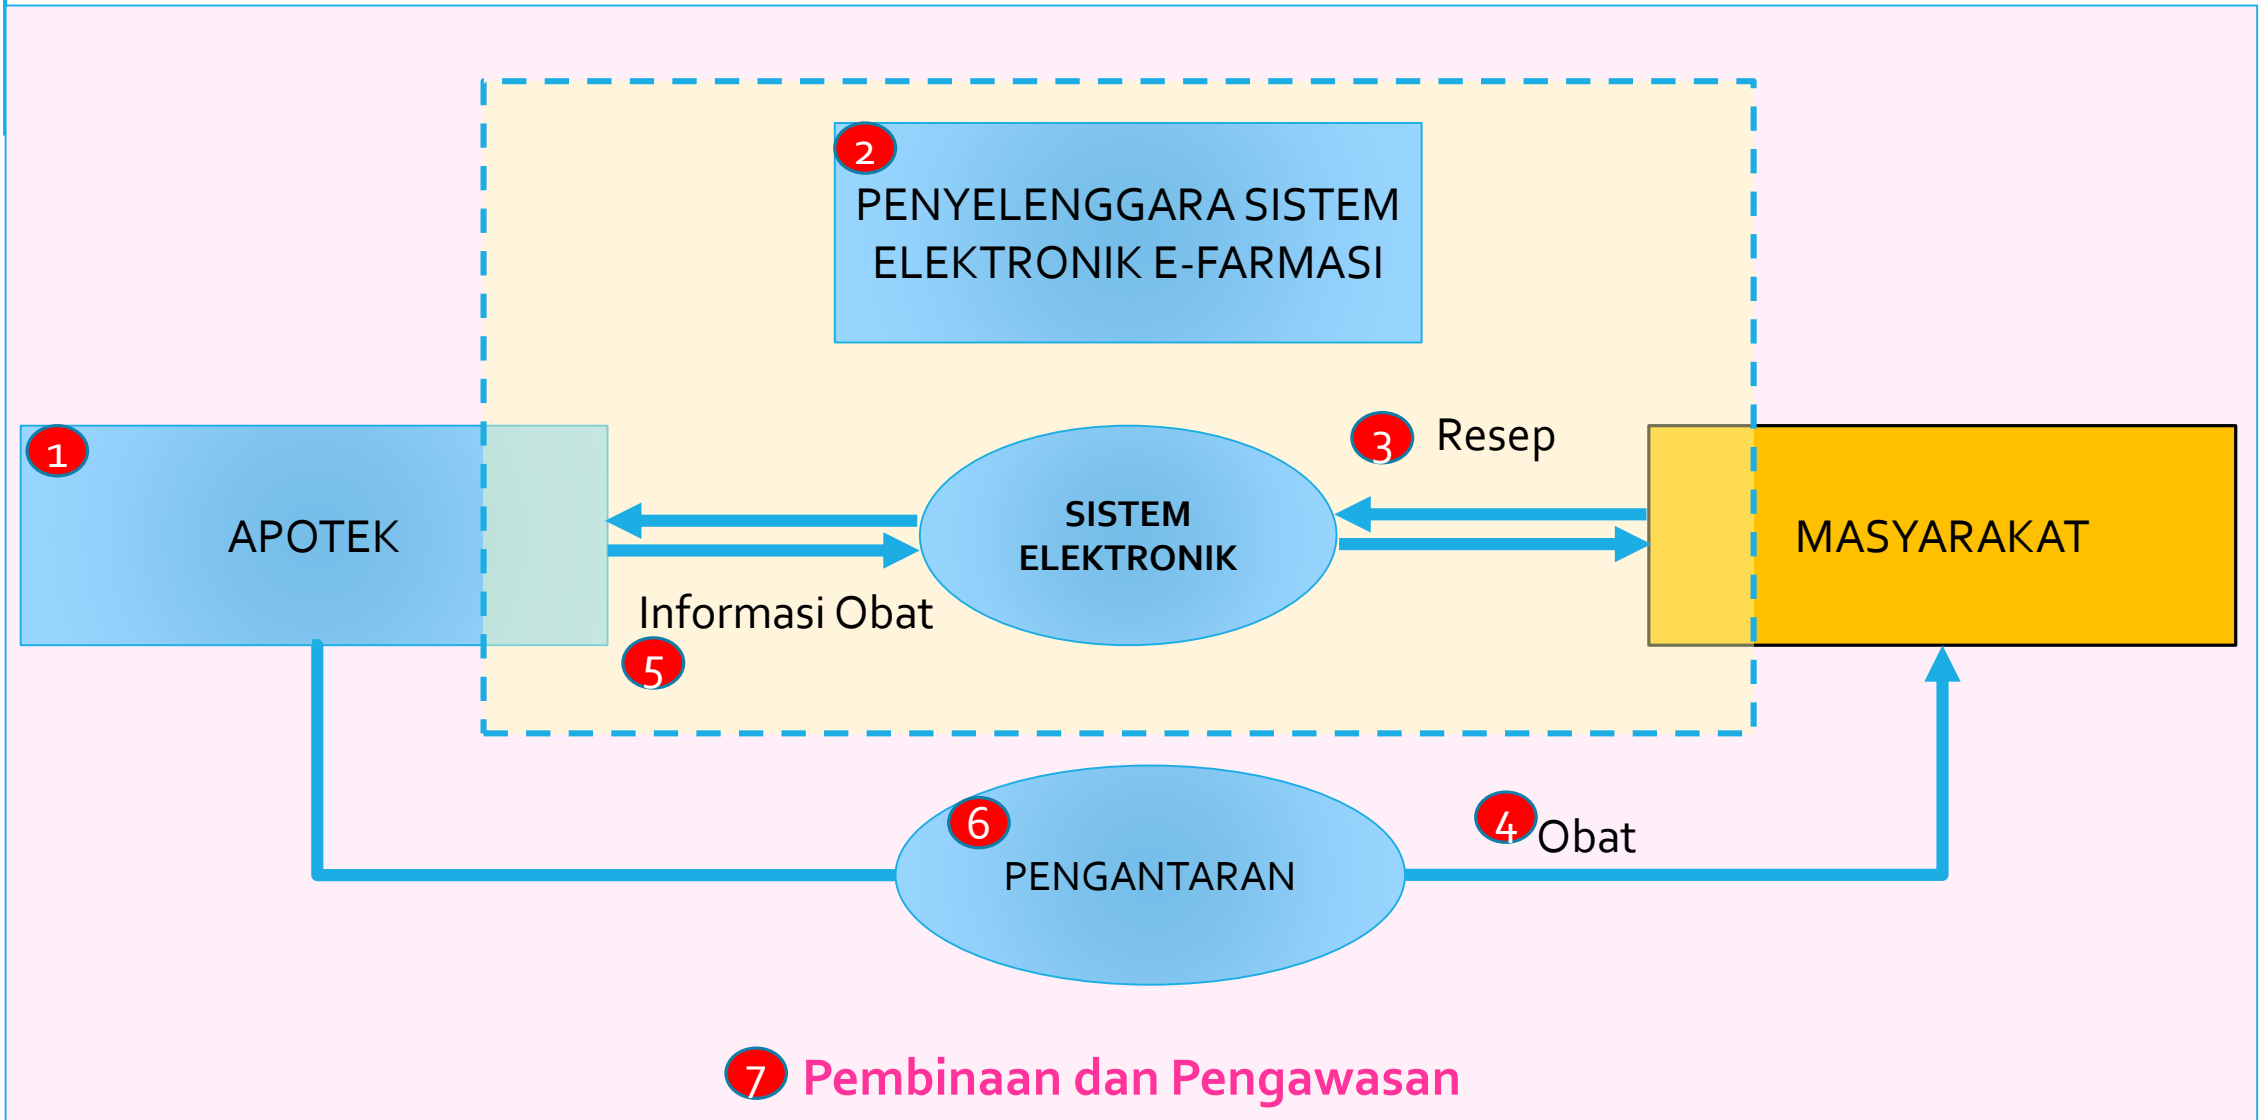 2
PENYELENGGARA SISTEM
ELEKTRONIK E-FARMASI
1
APOTEK
SISTEM
ELEKTRONIK
3 Resep
MASYARAKAT
Informasi Obat
5
6
PENGANTARAN
4 Obat
7 Pembinaan dan Pengawasan